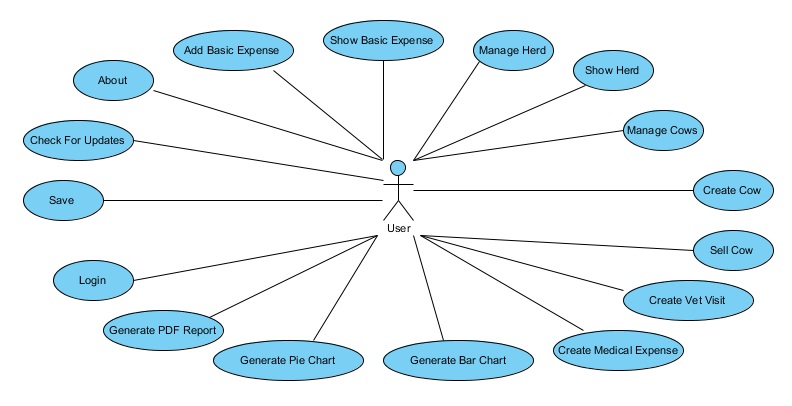 Show Basic Expense
Add Basic Expense
Manage Herd
Show Herd
About
Manage Cows
Check For Updates
Create Cow
Save
User
Sell Cow
Login
Create Vet Visit
Generate PDF Report
Create Medical Expense
Generate Pie Chart
Generate Bar Chart